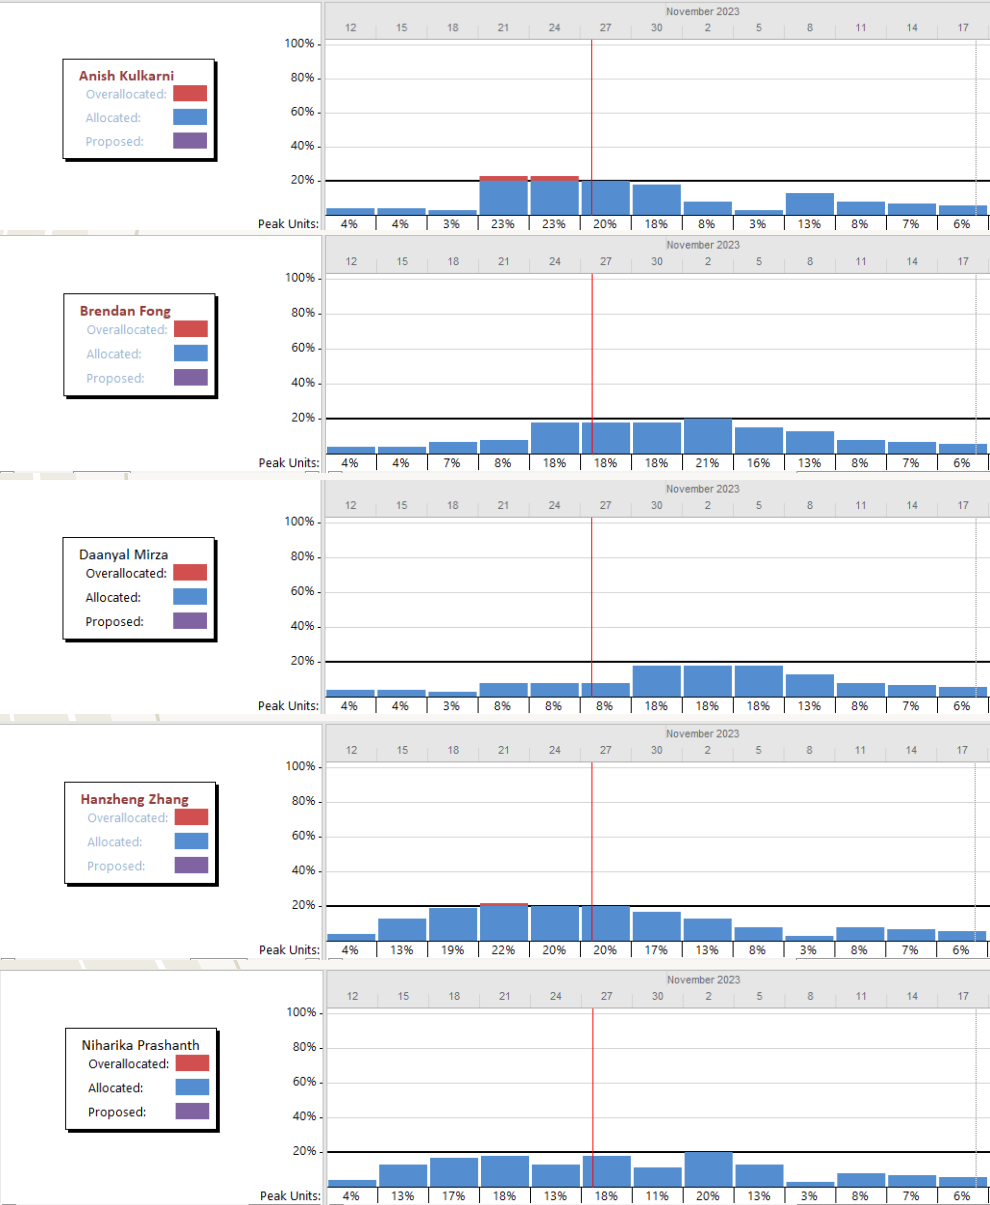 November 2023
12 15 18 21 24 27 30 2 5 8 11 14 17
100%
Anish Kulkarni
Overallocated:
80%
Allocated:
60%
Proposed:
40%
20%
Peak Units: 4% 4% 3% 23% 23% 20% 18% 8% 3% 13% 8% 7% 6%
November 2023
12 15 18 21 24 27 30 2 5 8 11 14 17
100%
Brendan Fong
80%
Overallocated:
Allocated:
60%
Proposed:
40%
20%
Peak Units: 4% 4% 7% 8% 18% 18% 18% 21% 16% 13% 8% 7% 6%
November 2023
12 15 18 21 24 27 30 2 5 8 11 14 17
100%
Daanyal Mirza
80%
Overallocated:
Allocated:
60%
Proposed:
40%
20%
Peak Units: 4% 4% 3% 8% 8% 8% 18% 18% 18% 13% 8% 7% 6%
November 2023
12 15 18 21 24 27 30 2 5 8 11 14 17
100%
Hanzheng Zhang
80%
Overallocated:
Allocated:
60%
Proposed:
40%
20%
Peak Units: 4% 13% 19% 22% 20% 20% 17% 13% 8% 3% 8% 7% 6%
November 2023
12 15 18 21 24 27 30 2 5 8 11 14 17
100%
Niharika Prashanth
80%
Overallocated:
Allocated:
60%
Proposed:
40%
20%
Peak Units: 4% 13% 17% 18% 13% 18% 11% 20% 13% 3% 8% 7% 6%